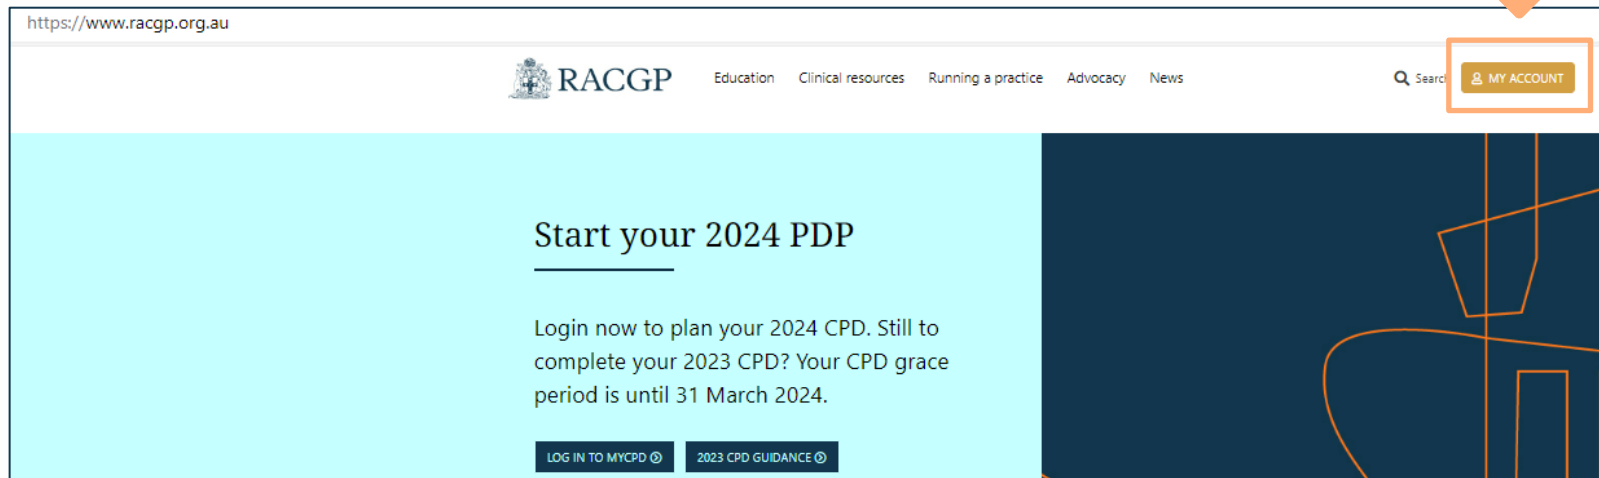 https://www.racgp.org.au
RACGP Education Clinical resources Running a practice Advocacy News Search MY ACCOUNT
Start your 2024 PDP
Login now to plan your 2024 CPD. Still to
complete your 2023 CPD? Your CPD grace
period is until 31 March 2024.
LOG IN TO MYCPD 2023 CPD GUIDANCE